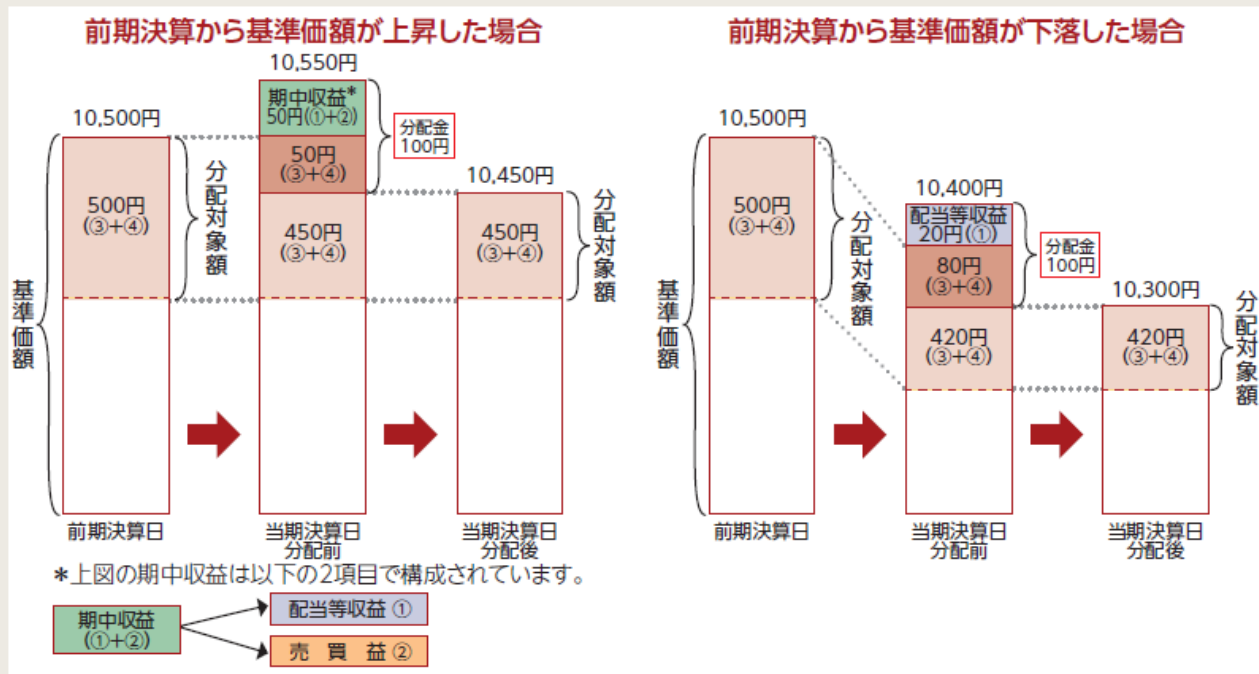 前期決算から基準価額が上昇した場合
10,500円
10,550円
期中収益*
50円(①+②)
分配金
100円
50円
(③+④)
10,450円
500円
(③+④)
分配対象額
450円
(③+④)
450円
(③+④)
分配対象額
基準価額
前期決算日
当期決算日
分配前
当期決算日
分配後
前期決算から基準価額が下落した場合
10,500円
10,400円
配当等収益
20円(①)
分配金
100円
80円
(③+④)
10,300円
500円
(③+④)
分配対象額
420円
(③+④)
420円
(③+④)
分配対象額
基準価額
前期決算日
当期決算日
分配前
当期決算日
分配後
*上図の期中収益は以下の2項目で構成されています。
期中収益
(①+②)
配当等収益 ①
売 買 益 ②